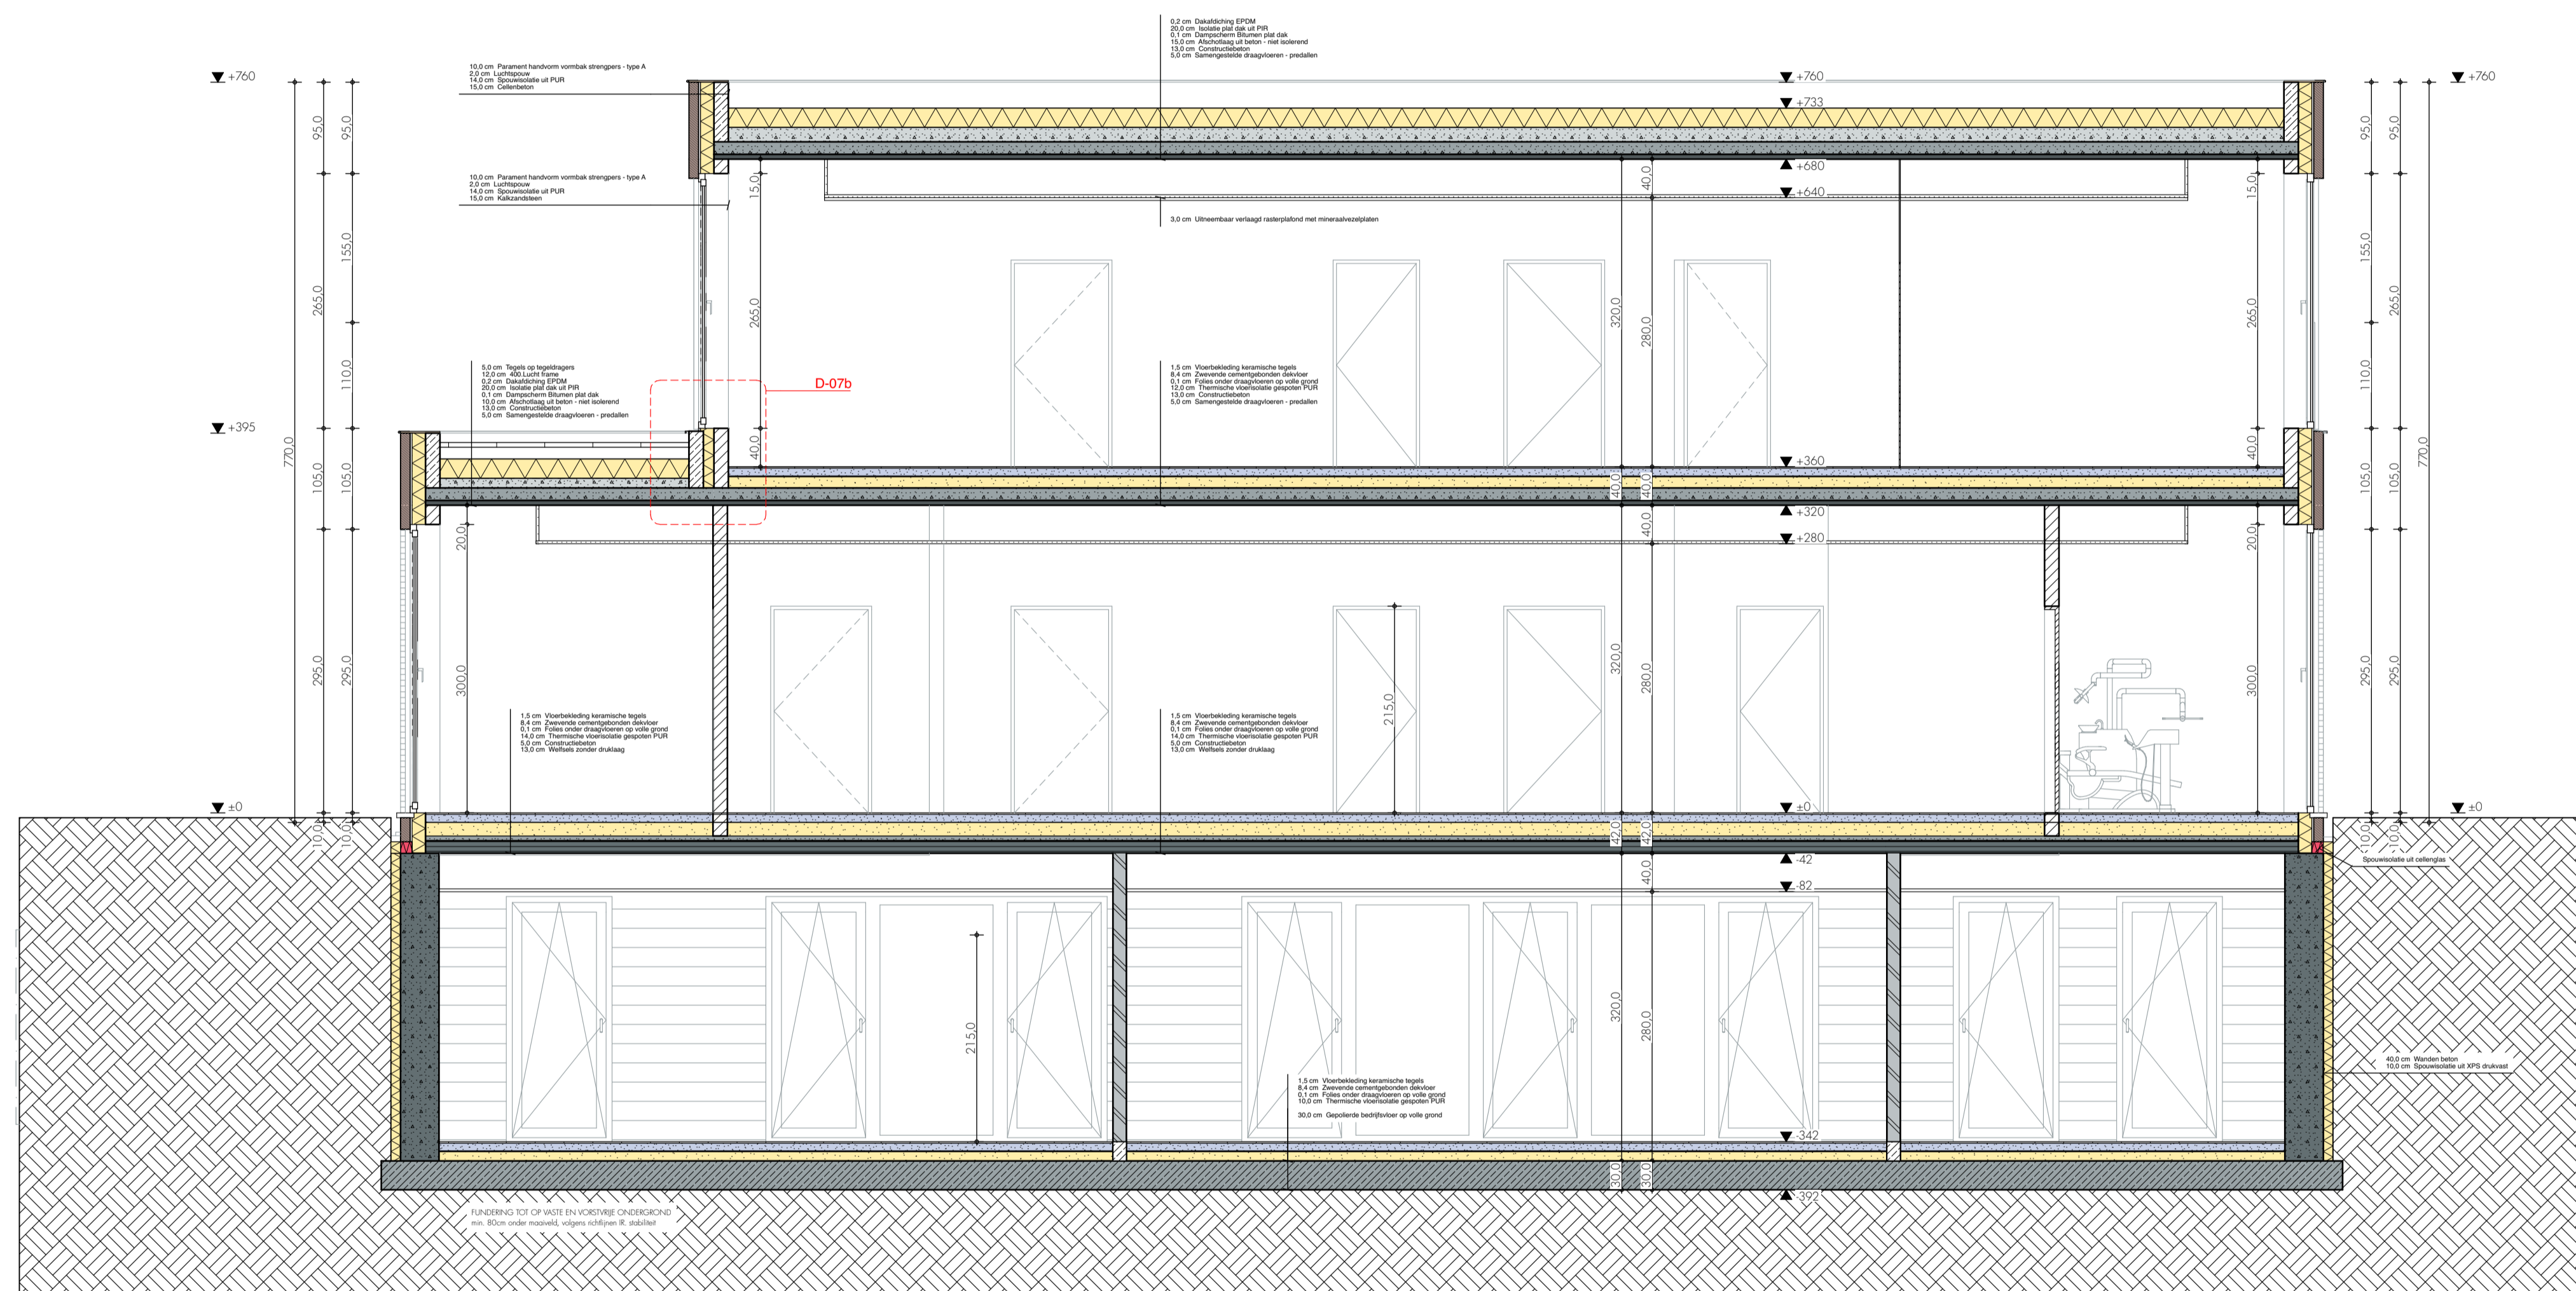 0,2 cm Dakafdiching EPDM
20,0 cm Isolatie plat dak uit PIR
0,1 cm Dampscherm Bitumen plat dak
15,0 cm Afschotlaag uit beton - niet isolerend
13,0 cm Constructiebeton
5,0 cm Samengestelde draagvloeren - predallen
10,0 cm Parament handvorm vormbak strengpers - type A
2,0 cm Luchtspouw
14,0 cm Spouwisolatie uit PUR
15,0 cm Cellenbeton
+760
+760
+760
+733
95,0
95,0
95,0
95,0
+680
+640
10,0 cm Parament handvorm vormbak strengpers - type A
2,0 cm Luchtspouw
14,0 cm Spouwisolatie uit PUR
15,0 cm Kalkzandsteen
15,0
40,0
15,0
3,0 cm Uitneembaar verlaagd rasterplafond met mineraalvezelplaten
155,0
265,0
110,0
265,0
320,0
280,0
265,0
155,0
265,0
110,0
5,0 cm Tegels op tegeldragers
12,0 cm 400.Lucht frame
0,2 cm Dakafdiching EPDM
20,0 cm Isolatie plat dak uit PIR
0,1 cm Dampscherm Bitumen plat dak
10,0 cm Afschotlaag uit beton - niet isolerend
13,0 cm Constructiebeton
5,0 cm Samengestelde draagvloeren - predallen
D-07b
1,5 cm Vloerbekleding keramische tegels
8,4 cm Zwevende cementgebonden dekvloer
0,1 cm Folies onder draagvloeren op volle grond
12,0 cm Thermische vloerisolatie gespoten PUR
13,0 cm Constructiebeton
5,0 cm Samengestelde draagvloeren - predallen
+395
770,0
770,0
40,0
40,0
+360
105,0
105,0
40,0
40,0
105,0
105,0
+320
+280
20,0
40,0
20,0
295,0
295,0
300,0
320,0
280,0
215,0
300,0
295,0
295,0
1,5 cm Vloerbekleding keramische tegels
8,4 cm Zwevende cementgebonden dekvloer
0,1 cm Folies onder draagvloeren op volle grond
14,0 cm Thermische vloerisolatie gespoten PUR
5,0 cm Constructiebeton
13,0 cm Welfsels zonder druklaag
1,5 cm Vloerbekleding keramische tegels
8,4 cm Zwevende cementgebonden dekvloer
0,1 cm Folies onder draagvloeren op volle grond
14,0 cm Thermische vloerisolatie gespoten PUR
5,0 cm Constructiebeton
13,0 cm Welfsels zonder druklaag
±0
±0
±0
10,0
10,0
42,0
42,0
10,0
10,0
Spouwisolatie uit cellenglas
-42
40,0
-82
215,0
320,0
280,0
40,0 cm Wanden beton
10,0 cm Spouwisolatie uit XPS drukvast
1,5 cm Vloerbekleding keramische tegels
8,4 cm Zwevende cementgebonden dekvloer
0,1 cm Folies onder draagvloeren op volle grond
10,0 cm Thermische vloerisolatie gespoten PUR
30,0 cm Gepolierde bedrijfsvloer op volle grond
-342
30,0
30,0
-392
FUNDERING TOT OP VASTE EN VORSTVRIJE ONDERGROND
min. 80cm onder maaiveld, volgens richtlijnen IR. stabiliteit